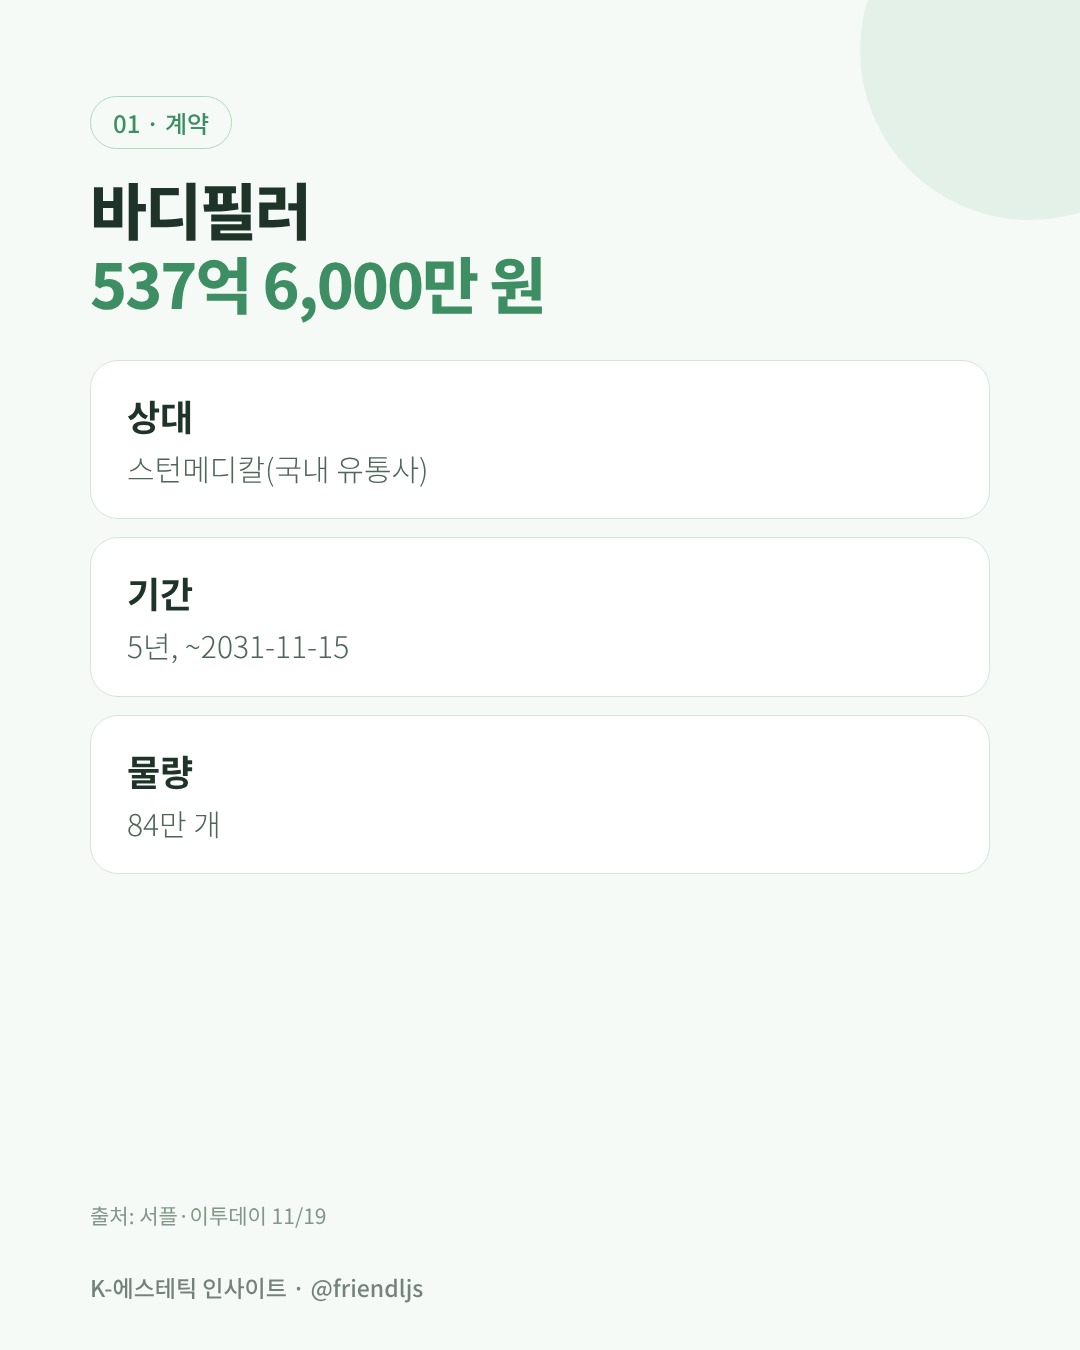 01 · 계약
바디필러
537억 6,000만 원
상대
스턴메디칼(국내 유통사)
기간
5년, ~2031-11-15
물량
84만 개
출처: 서플·이투데이 11/19
K-에스테틱 인사이트 · @friendljs